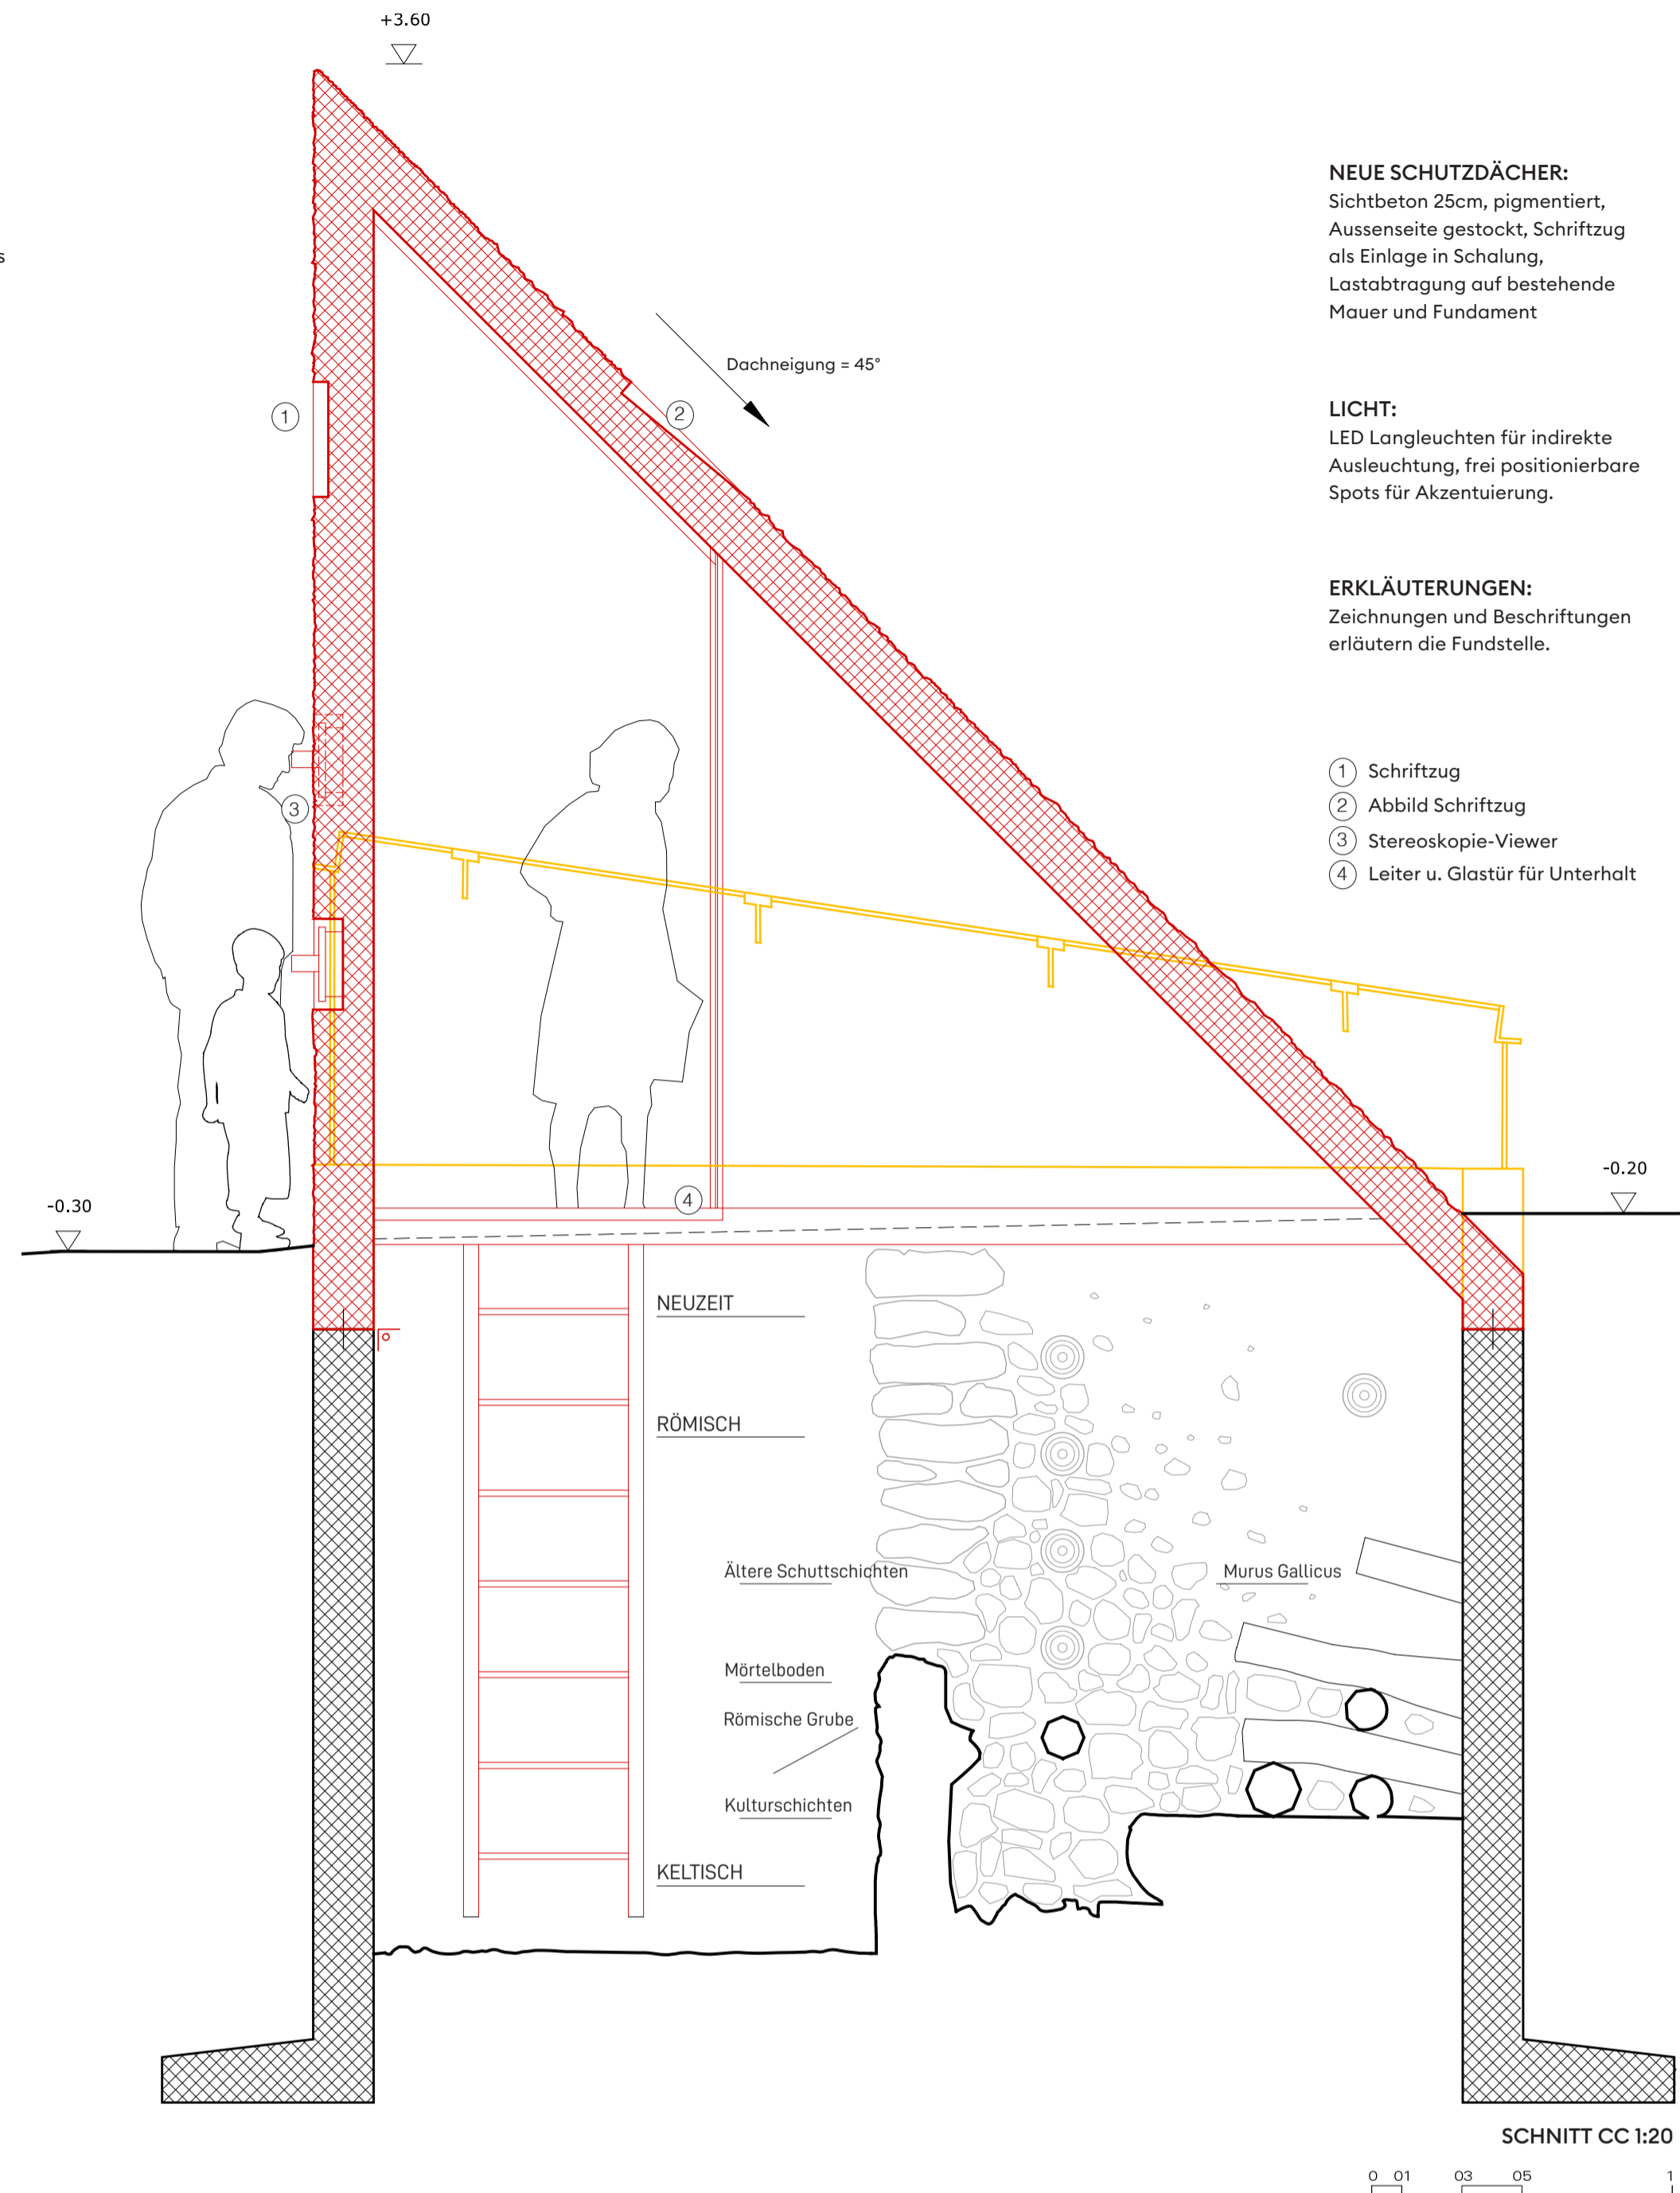 +3.60
s
NEUE SCHUTZDÄCHER:
Sichtbeton 25cm, pigmentiert,
Aussenseite gestockt, Schriftzug
als Einlage in Schalung,
Lastabtragung auf bestehende
Mauer und Fundament
Dachneigung = 45°
1
2
LICHT:
LED Langleuchten für indirekte
Ausleuchtung, frei positionierbare
Spots für Akzentuierung.
ERKLÄUTERUNGEN:
Zeichnungen und Beschriftungen
erläutern die Fundstelle.
1 Schriftzug
2 Abbild Schriftzug
3 Stereoskopie-Viewer
4 Leiter u. Glastür für Unterhalt
3
-0.20
-0.30
4
NEUZEIT
RÖMISCH
Ältere Schuttschichten
Murus Gallicus
Mörtelboden
Römische Grube
Kulturschichten
KELTISCH
SCHNITT CC 1:20
0 01 03 05 1